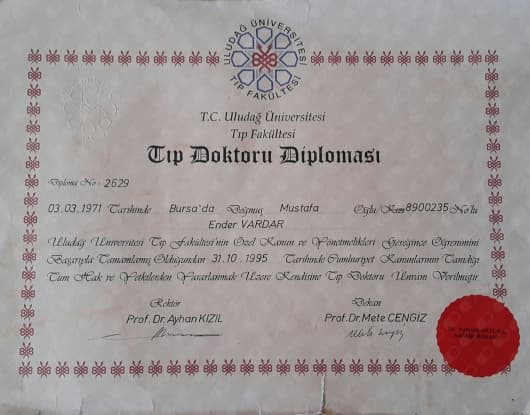 ULUDAĞ ÜNİVERSİTESİ
TIP FAKÜLTESİ
T.C. Uludağ Üniversitesi
Tıp Fakültesi
Tıp Doktoru Diploması
Diploma No: 2629
03.03.1971 Tarihinde Bursa'da Doğmuş Mustafa Oğlu/Kızı 8900235 No'lu
Ender VARDAR
Uludağ Üniversitesi Tıp Fakültesi'nin Özel Kanun ve Yönetmelikleri Gereğince Öğrenimini
Başarıyla Tamamlamış Olduğundan 31.10.1995 Tarihinde Cumhuriyet Kanunlarının Tanıdığı
Tüm Hak ve Yetkilerden Yararlanmak Üzere Kendisine Tıp Doktoru Ünvanı Verilmiştir.
Rektör Dekan
Prof.Dr.Ayhan KIZIL Prof.Dr.Mete CENGİZ